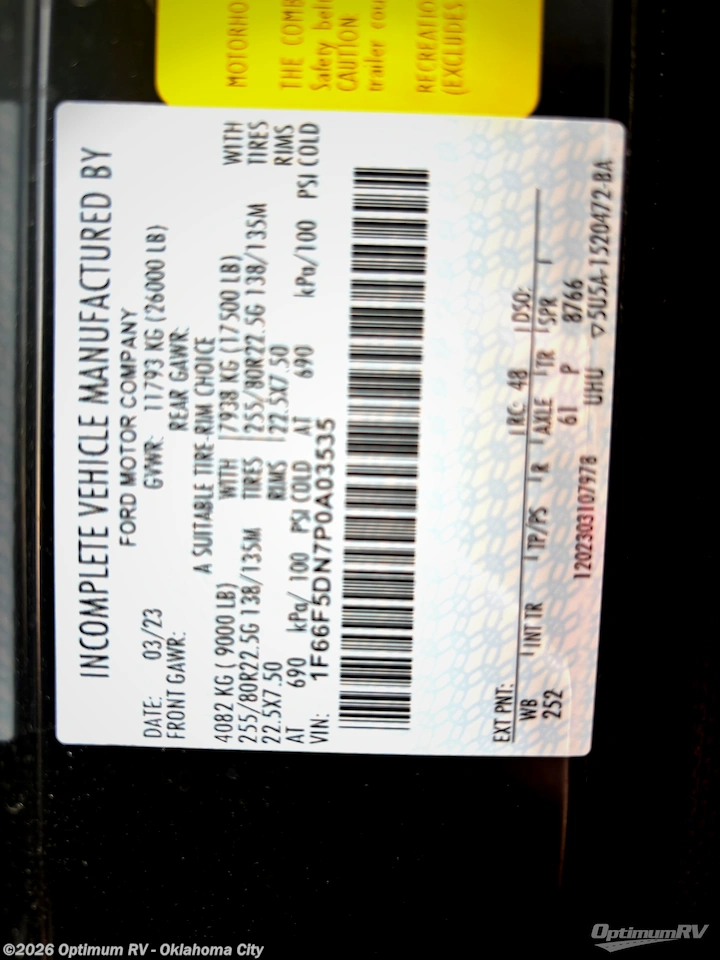 INCOMPLETE VEHICLE MANUFACTURED BY
FORD MOTOR COMPANY
DATE: 03/23 GVWR: 11793 KG (26000 LB)
FRONT GAWR: REAR GAWR:
A SUITABLE TIRE-RIM CHOICE
4082 KG ( 9000 LB) WITH 7938 KG (17500 LB) WITH
255/80R22.5G 138/135M TIRES 255/80R22.5G 138/135M TIRES
22.5X7.50 RIMS 22.5X7.50 RIMS
AT 690 kPa/ 100 PSI COLD AT 690 kPa/100 PSI COLD
VIN: 1F66F5DN7P0A03535
EXT PNT: RC: 48 DSO:
WB INT TR TP/PS R AXLE TR SPR
252 61 P 8766
1202303107978 UHU ▽5U5A-1520472-BA
MOTORHO
THE COMB
Safety belt
CAUTION
trailer cou
RECREATIO
(EXCLUDES
©2026 Optimum RV - Oklahoma City
OptimumRV